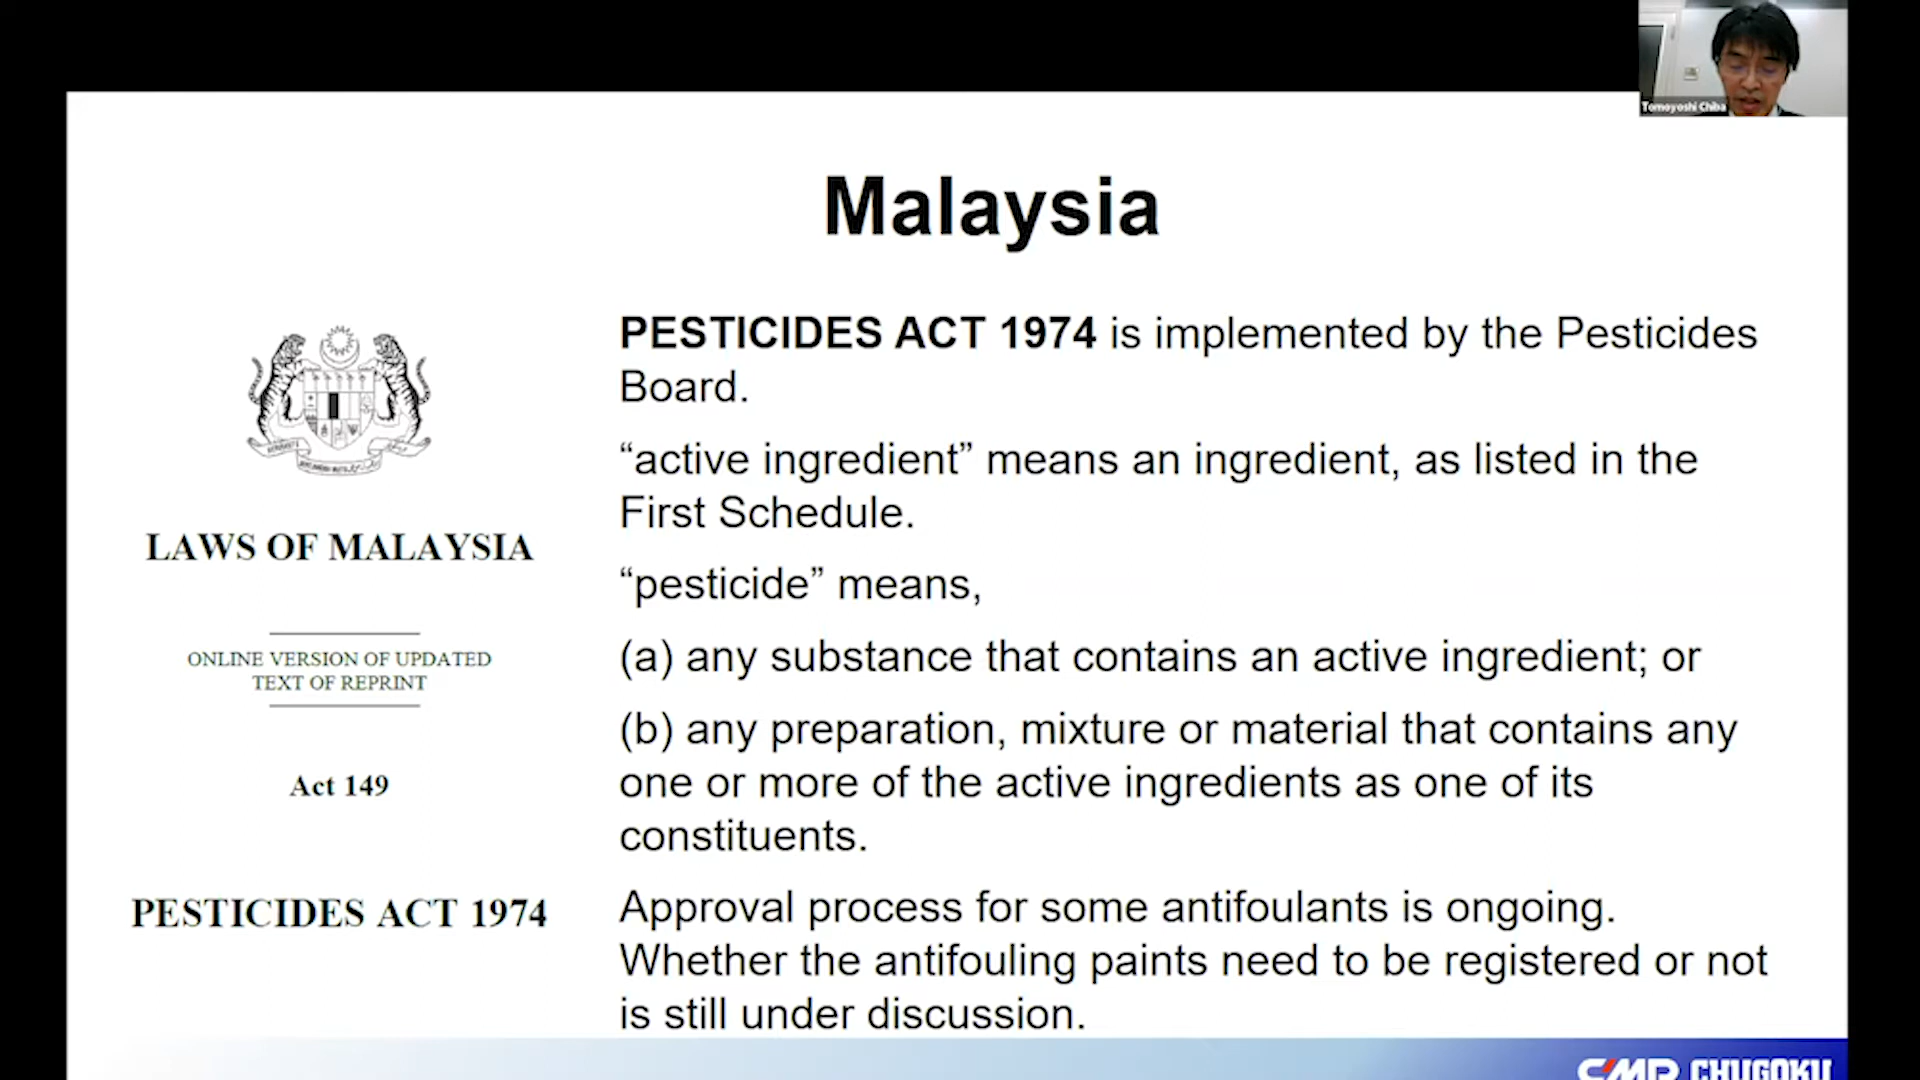 Tomoyoshi Chiba
Malaysia
LAWS OF MALAYSIA
ONLINE VERSION OF UPDATED
TEXT OF REPRINT
Act 149
PESTICIDES ACT 1974
PESTICIDES ACT 1974 is implemented by the Pesticides
Board.
“active ingredient” means an ingredient, as listed in the
First Schedule.
“pesticide” means,
(a) any substance that contains an active ingredient; or
(b) any preparation, mixture or material that contains any
one or more of the active ingredients as one of its
constituents.
Approval process for some antifoulants is ongoing.
Whether the antifouling paints need to be registered or not
is still under discussion.
CMP CHUGOKU